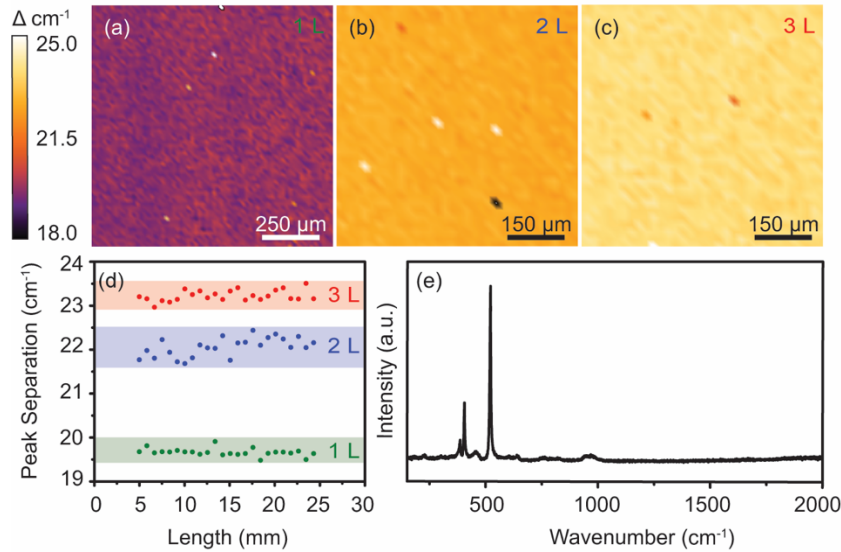 Δ cm⁻¹
25.0
21.5
18.0
(a)
1 L
250 µm
(b)
2 L
150 µm
(c)
3 L
150 µm
(d)
Peak Separation (cm⁻¹)
24
23
22
21
20
19
3 L
2 L
1 L
0 5 10 15 20 25 30
Length (mm)
(e)
Intensity (a.u.)
500 1000 1500 2000
Wavenumber (cm⁻¹)